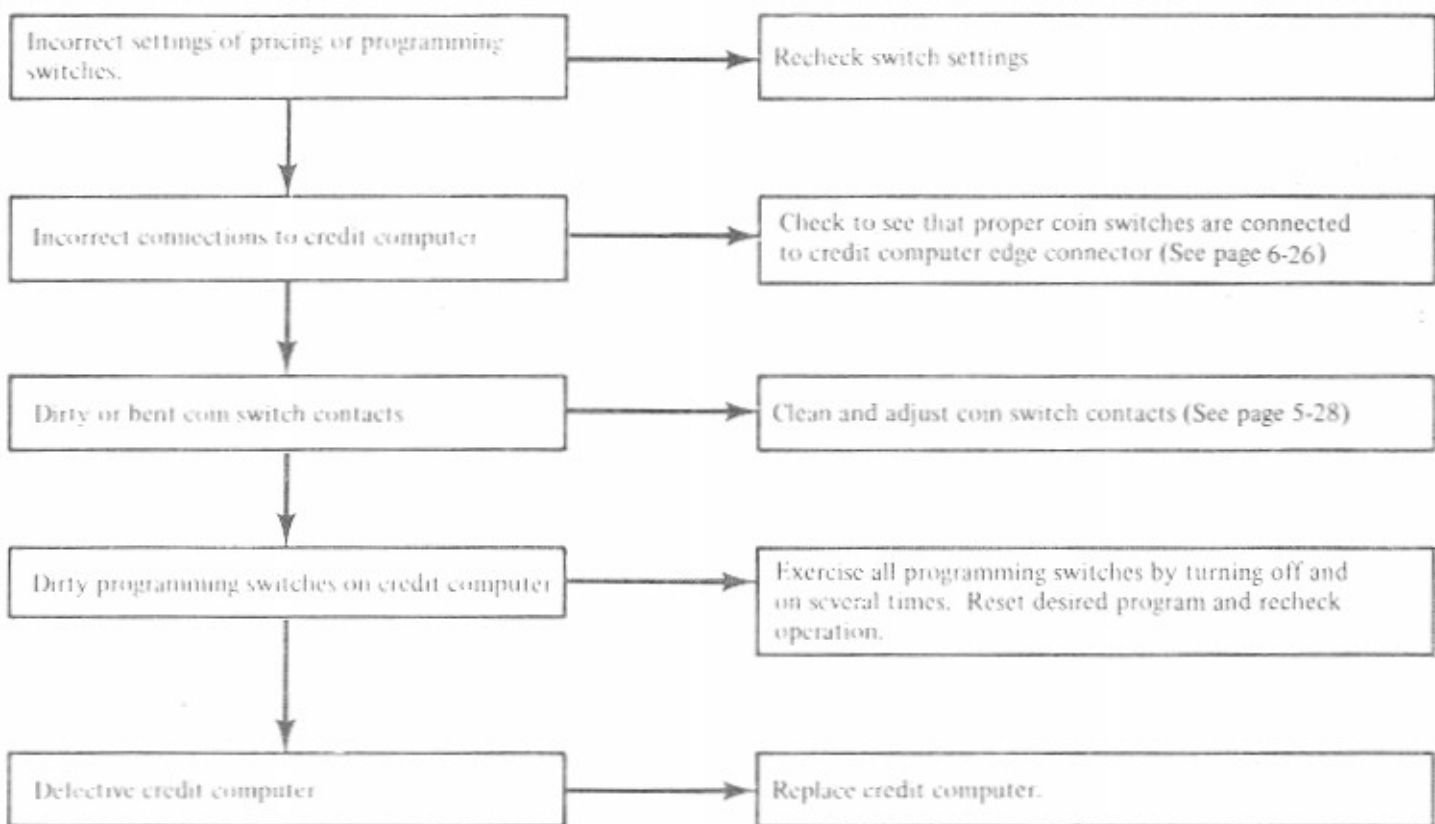 Incorrect settings of pricing or programming
switches.
Recheck switch settings
Incorrect connections to credit computer
Check to see that proper coin switches are connected
to credit computer edge connector (See page 6-26)
Dirty or bent coin switch contacts
Clean and adjust coin switch contacts (See page 5-28)
Dirty programming switches on credit computer
Exercise all programming switches by turning off and
on several times. Reset desired program and recheck
operation.
Defective credit computer
Replace credit computer.